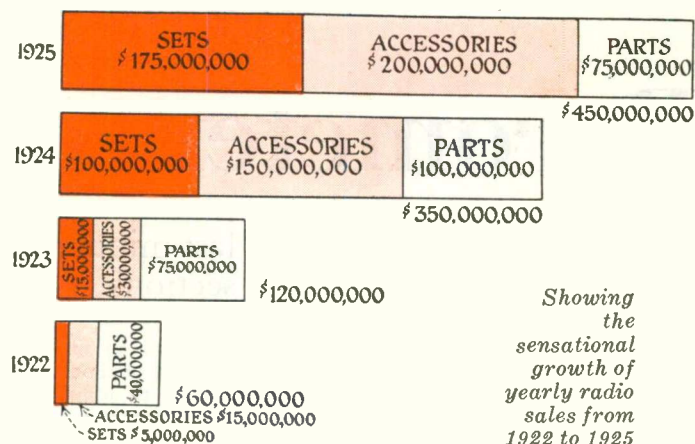 1925
SETS
$175,000,000
ACCESSORIES
$200,000,000
PARTS
$75,000,000
$450,000,000
1924
SETS
$100,000,000
ACCESSORIES
$150,000,000
PARTS
$100,000,000
$350,000,000
1923
SETS
$15,000,000
ACCESSORIES
$30,000,000
PARTS
$75,000,000
$120,000,000
1922
PARTS
$40,000,000
$60,000,000
ACCESSORIES $15,000,000
SETS $5,000,000
Showing
the
sensational
growth of
yearly radio
sales from
1922 to 1925